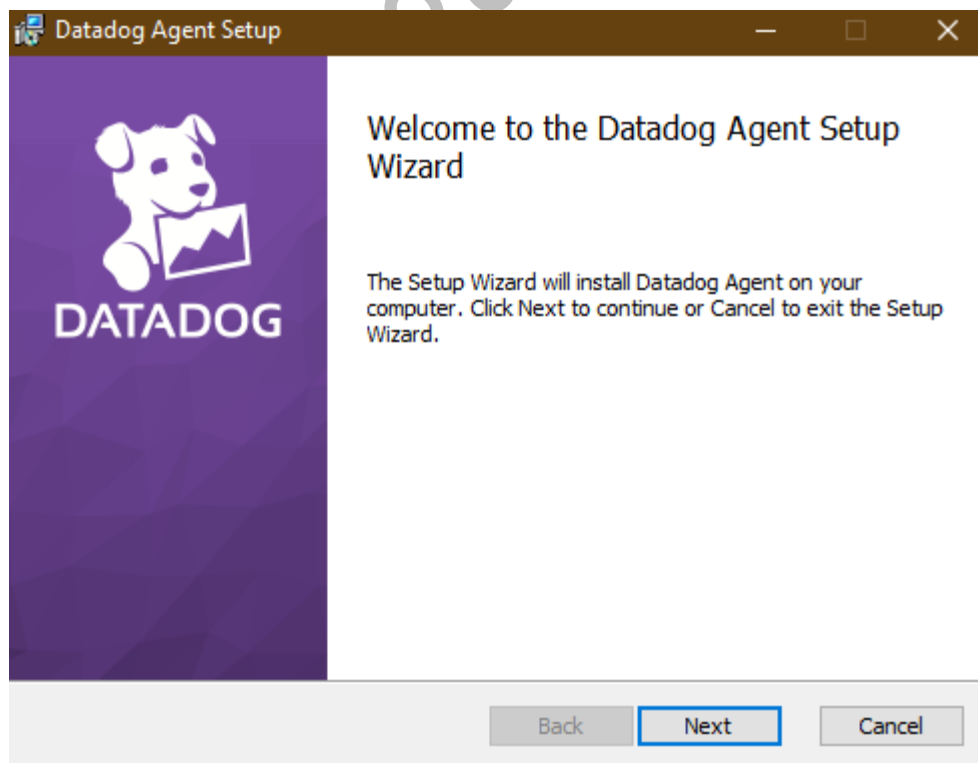 Datadog Agent Setup
DATADOG
Welcome to the Datadog Agent Setup
Wizard
The Setup Wizard will install Datadog Agent on your
computer. Click Next to continue or Cancel to exit the Setup
Wizard.
Back
Next
Cancel